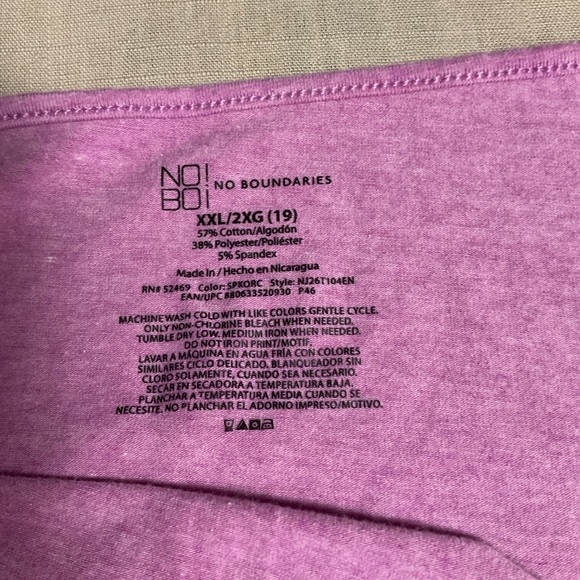 NO!
BO!
NO BOUNDARIES
XXL/2XG (19)
57% Cotton/Algodón
38% Polyester/Poliéster
5% Spandex
Made in / Hecho en Nicaragua
RN# 52469 Color: SPKORC Style: NJ26T104EN
EAN/UPC 880633520930 P46
MACHINE WASH COLD WITH LIKE COLORS GENTLE CYCLE.
ONLY NON-CHLORINE BLEACH WHEN NEEDED.
TUMBLE DRY LOW. MEDIUM IRON WHEN NEEDED.
DO NOT IRON PRINT/MOTIF.
LAVAR A MÁQUINA EN AGUA FRÍA CON COLORES
SIMILARES CICLO DELICADO. BLANQUEADOR SIN
CLORO SOLAMENTE, CUANDO SEA NECESARIO.
SECAR EN SECADORA A TEMPERATURA BAJA.
PLANCHAR A TEMPERATURA MEDIA CUANDO SE
NECESITE. NO PLANCHAR EL ADORNO IMPRESO/MOTIVO.